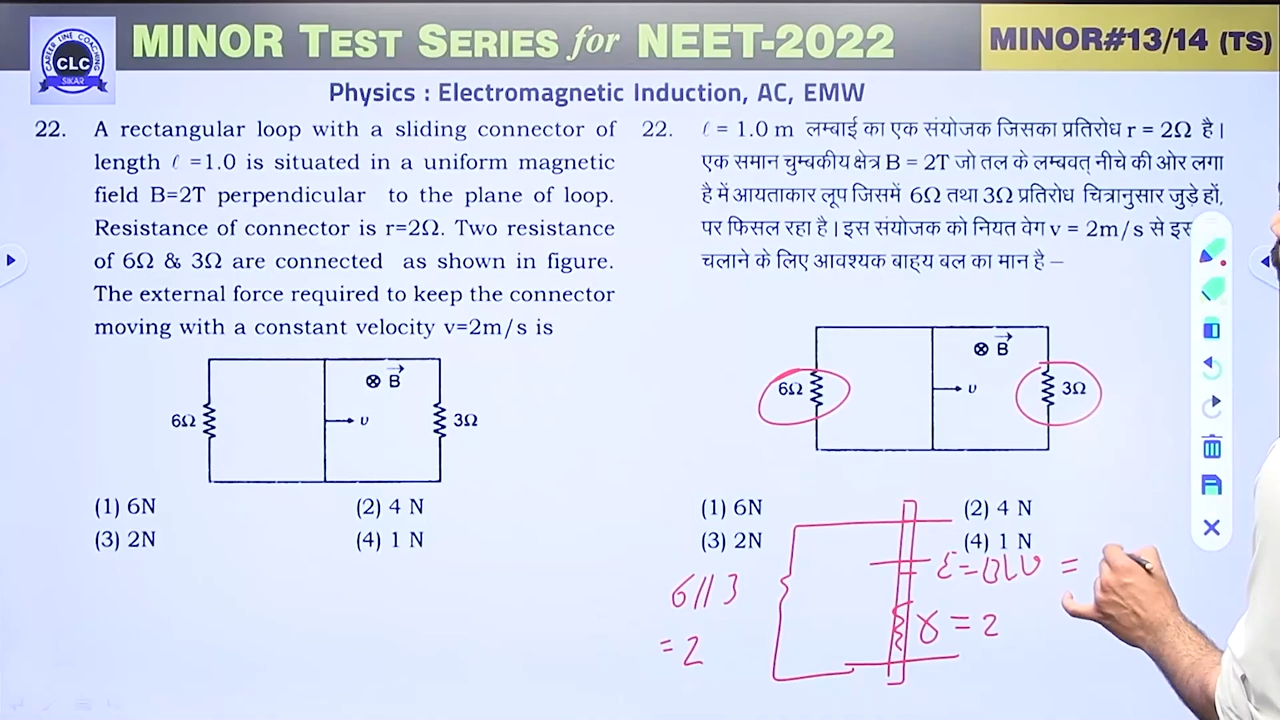 CAREER LINE COACHING
CLC
SIKAR
MINOR TEST SERIES for NEET-2022
MINOR#13/14 (TS)
Physics : Electromagnetic Induction, AC, EMW
22. A rectangular loop with a sliding connector of
length ℓ =1.0 is situated in a uniform magnetic
field B=2T perpendicular to the plane of loop.
Resistance of connector is r=2Ω. Two resistance
of 6Ω & 3Ω are connected as shown in figure.
The external force required to keep the connector
moving with a constant velocity v=2m/s is
⊗ B⃗
6Ω
υ
3Ω
(1) 6N (2) 4 N
(3) 2N (4) 1 N
22. ℓ = 1.0 m लम्बाई का एक संयोजक जिसका प्रतिरोध r = 2Ω है।
एक समान चुम्बकीय क्षेत्र B = 2T जो तल के लम्बवत् नीचे की ओर लगा
है में आयताकार लूप जिसमें 6Ω तथा 3Ω प्रतिरोध चित्रानुसार जुड़े हों,
पर फिसल रहा है। इस संयोजक को नियत वेग v = 2m/s से इस
चलाने के लिए आवश्यक बाह्य बल का मान है –
⊗ B⃗
6Ω
υ
3Ω
(1) 6N (2) 4 N
(3) 2N (4) 1 N
ε = BLV =
6 // 3
= 2
r = 2